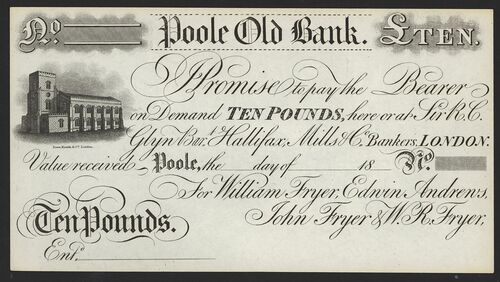 No. Poole Old Bank. £TEN.
Promise to pay the Bearer
on Demand TEN POUNDS, here or at Sir R. C.
Glyn Bar.t Hallifax, Mills & Co. Bankers, LONDON.
Value received Poole, the day of 18 No.
For William Fryer, Edwin Andrews,
Ten Pounds. John Fryer & W. R. Fryer,
Ent.d